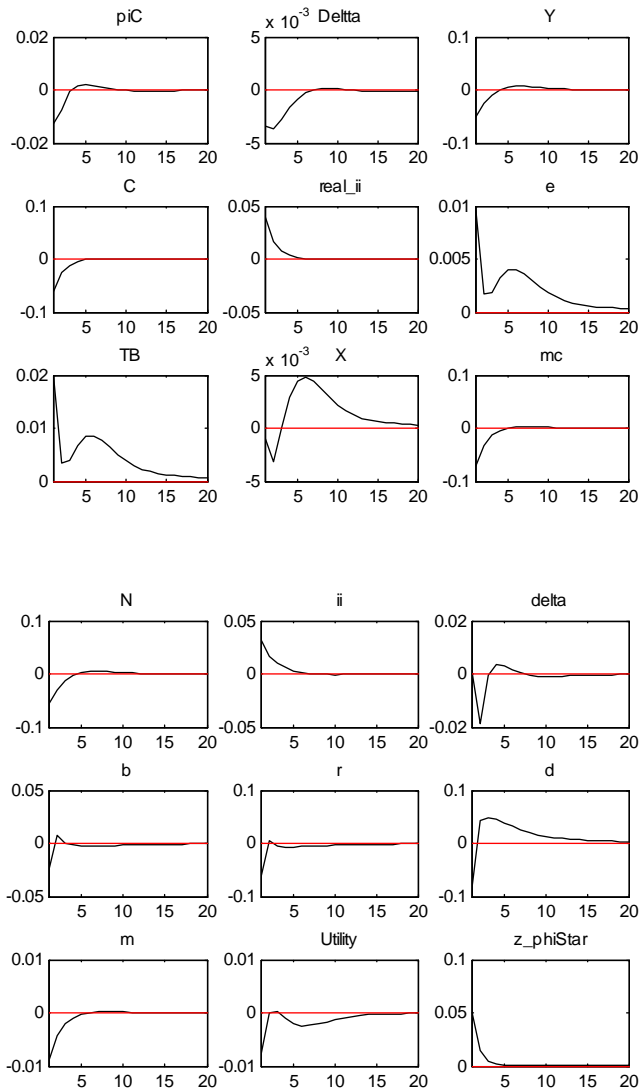 piC Deltta Y
0.02 x 10⁻³ 5 0.1
0 0 0
-0.02 -5 -0.1
5 10 15 20 5 10 15 20 5 10 15 20
C real_ii e
0.1 0.05 0.01
0 0 0.005
-0.1 -0.05 0
5 10 15 20 5 10 15 20 5 10 15 20
TB X mc
0.02 x 10⁻³ 5 0.1
0.01 0 0
0 -5 -0.1
5 10 15 20 5 10 15 20 5 10 15 20
N ii delta
0.1 0.05 0.02
0 0 0
-0.1 -0.05 -0.02
5 10 15 20 5 10 15 20 5 10 15 20
b r d
0.05 0.1 0.1
0 0 0
-0.05 -0.1 -0.1
5 10 15 20 5 10 15 20 5 10 15 20
m Utility z_phiStar
0.01 0.01 0.1
0 0 0.05
-0.01 -0.01 0
5 10 15 20 5 10 15 20 5 10 15 20